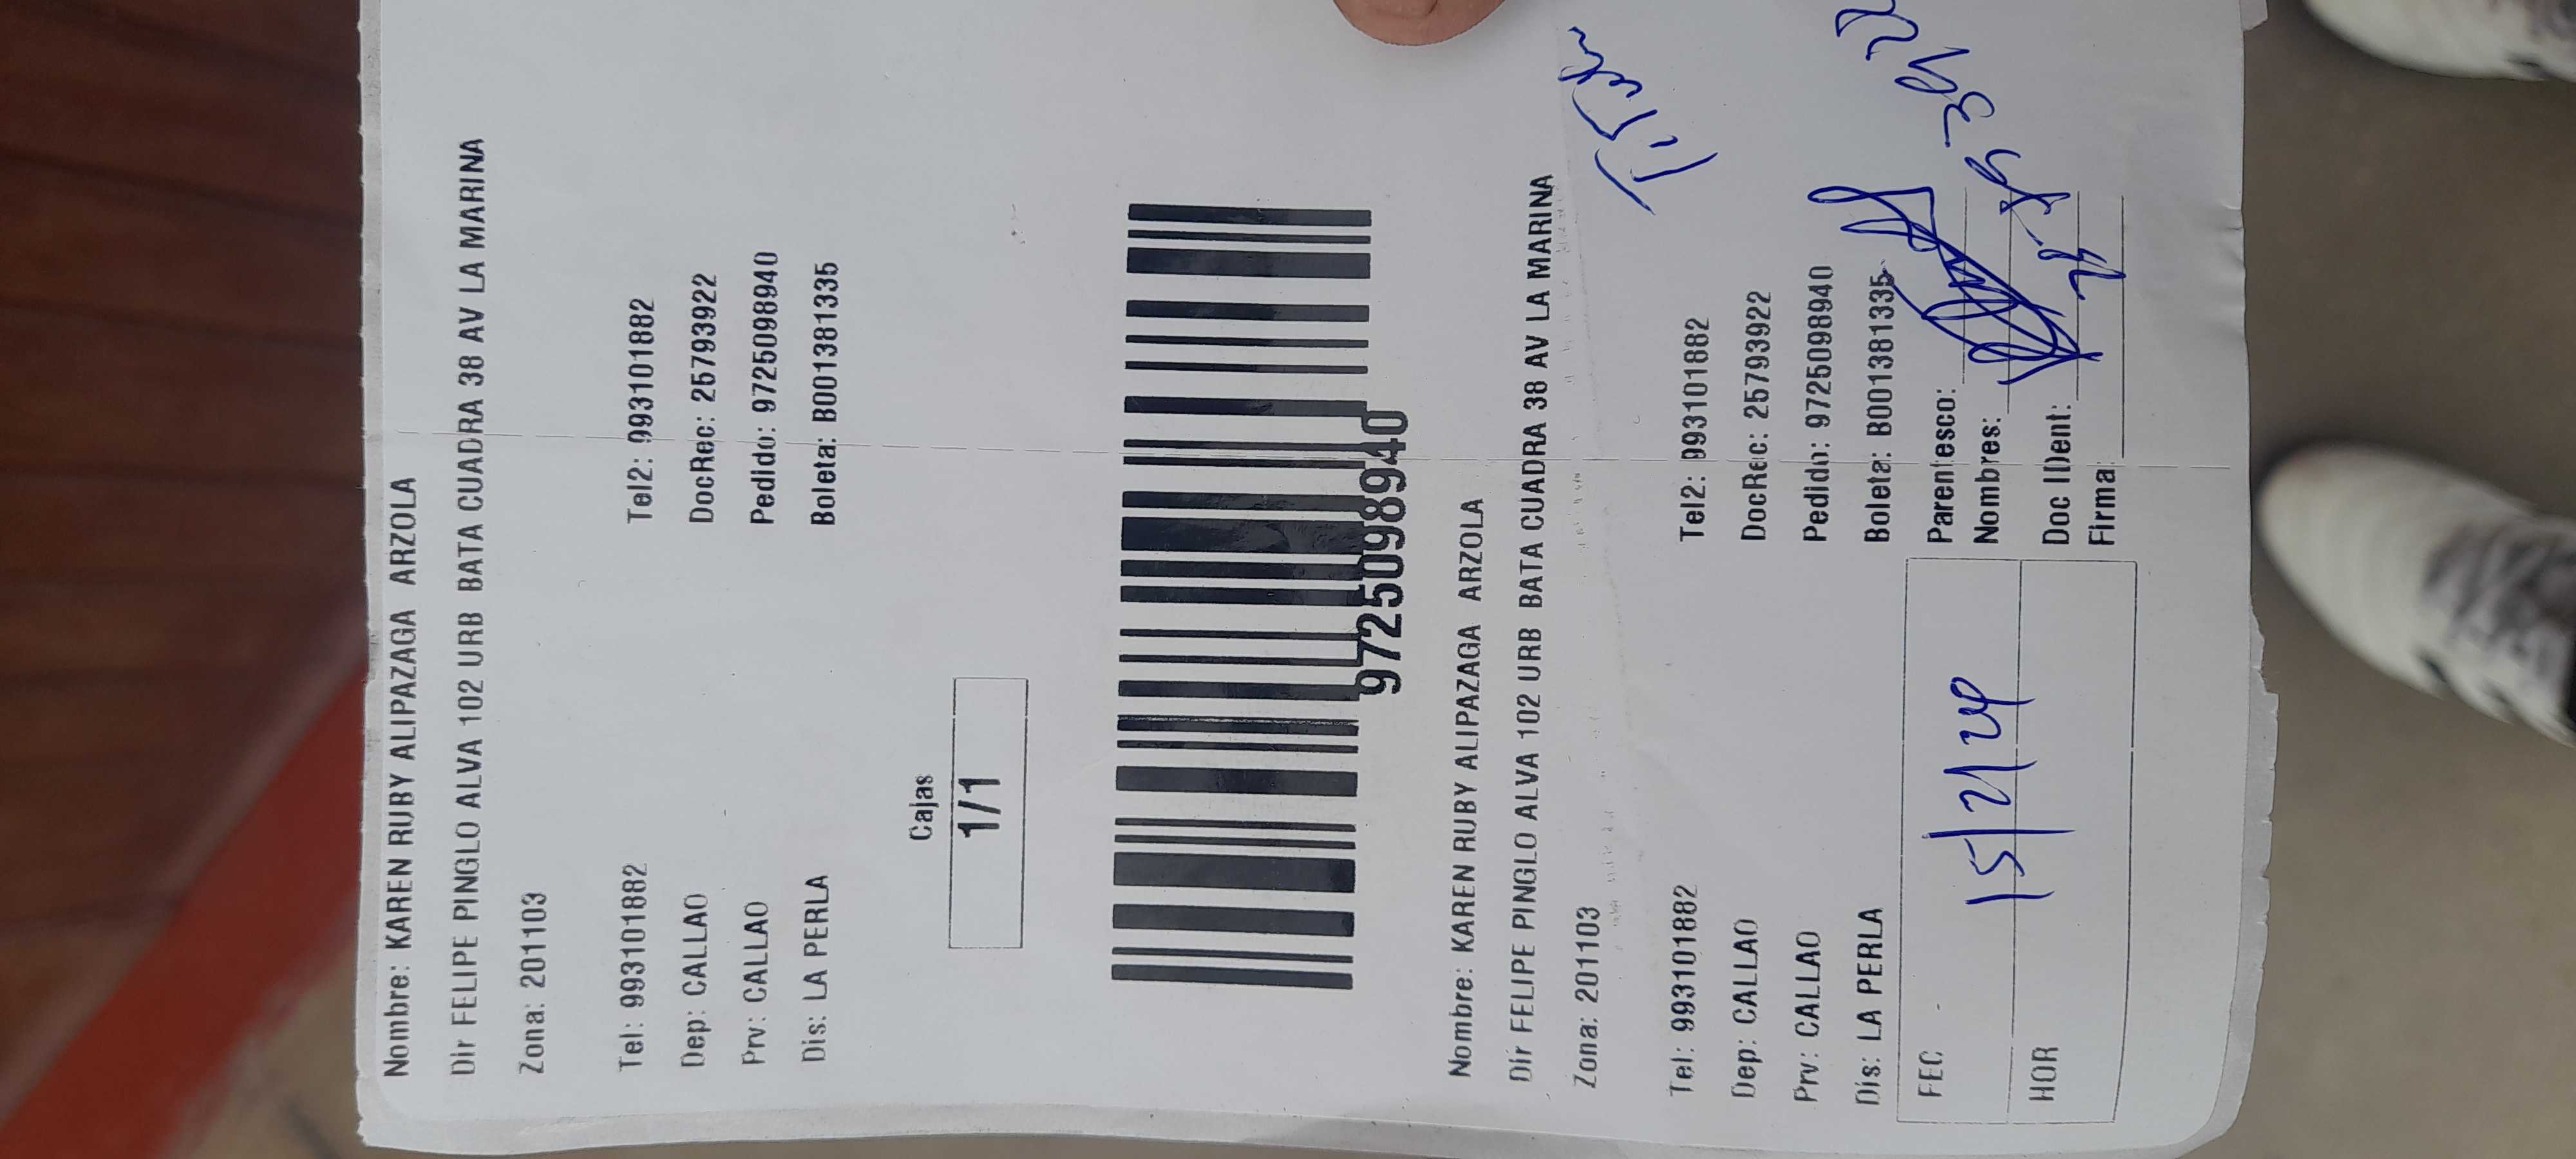 Nombre: KAREN RUBY ALIPAZAGA ARZOLA
Dir FELIPE PINGLO ALVA 102 URB BATA CUADRA 38 AV LA MARINA
Zona: 201103
Tel: 993101882 Tel2: 993101882
Dep: CALLAO DocRec: 25793922
Prv: CALLAO Pedido: 9725098940
Dis: LA PERLA Boleta: B001381335
Cajas
1/1
9725098940
Nombre: KAREN RUBY ALIPAZAGA ARZOLA
Dir FELIPE PINGLO ALVA 102 URB BATA CUADRA 38 AV LA MARINA
Zona: 201103
Tel: 993101882 Tel2: 993101882
Dep: CALLAO DocRec: 25793922
Prv: CALLAO Pedido: 9725098940
Dis: LA PERLA Boleta: B001381335
FEC 15/2/24 Parentesco:
Nombres:
HOR Doc IDent:
Firma